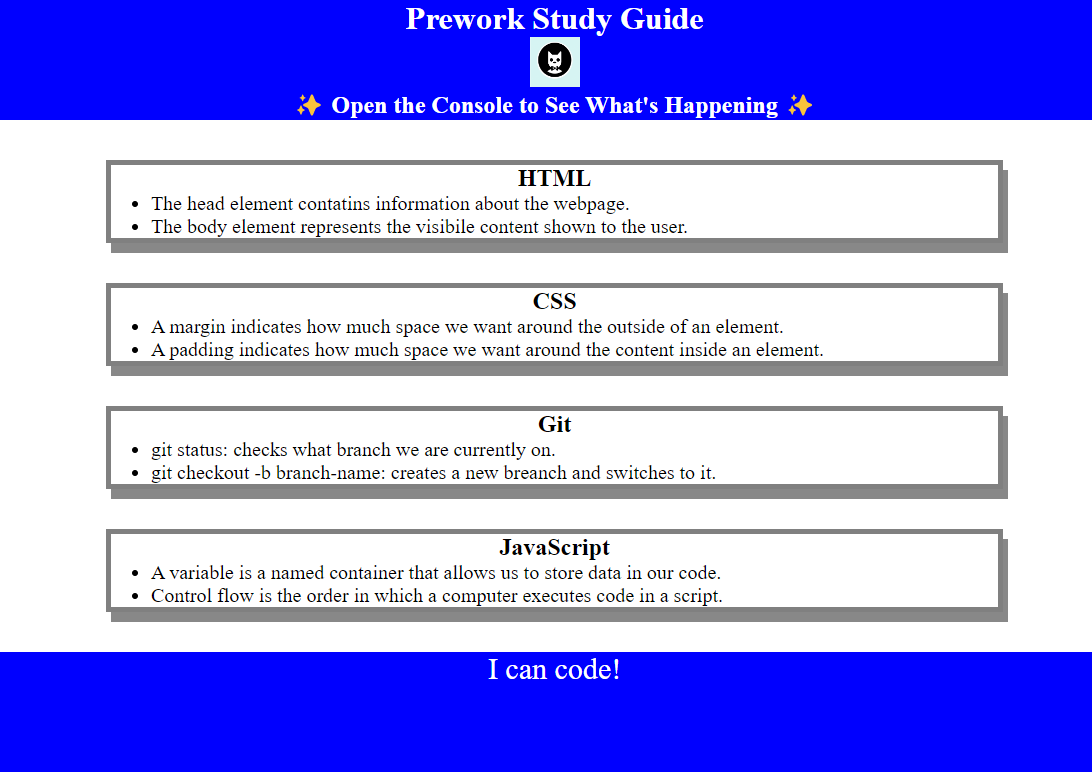 Prework Study Guide
✨ Open the Console to See What's Happening ✨
HTML
• The head element contatins information about the webpage.
• The body element represents the visibile content shown to the user.
CSS
• A margin indicates how much space we want around the outside of an element.
• A padding indicates how much space we want around the content inside an element.
Git
• git status: checks what branch we are currently on.
• git checkout -b branch-name: creates a new breanch and switches to it.
JavaScript
• A variable is a named container that allows us to store data in our code.
• Control flow is the order in which a computer executes code in a script.
I can code!